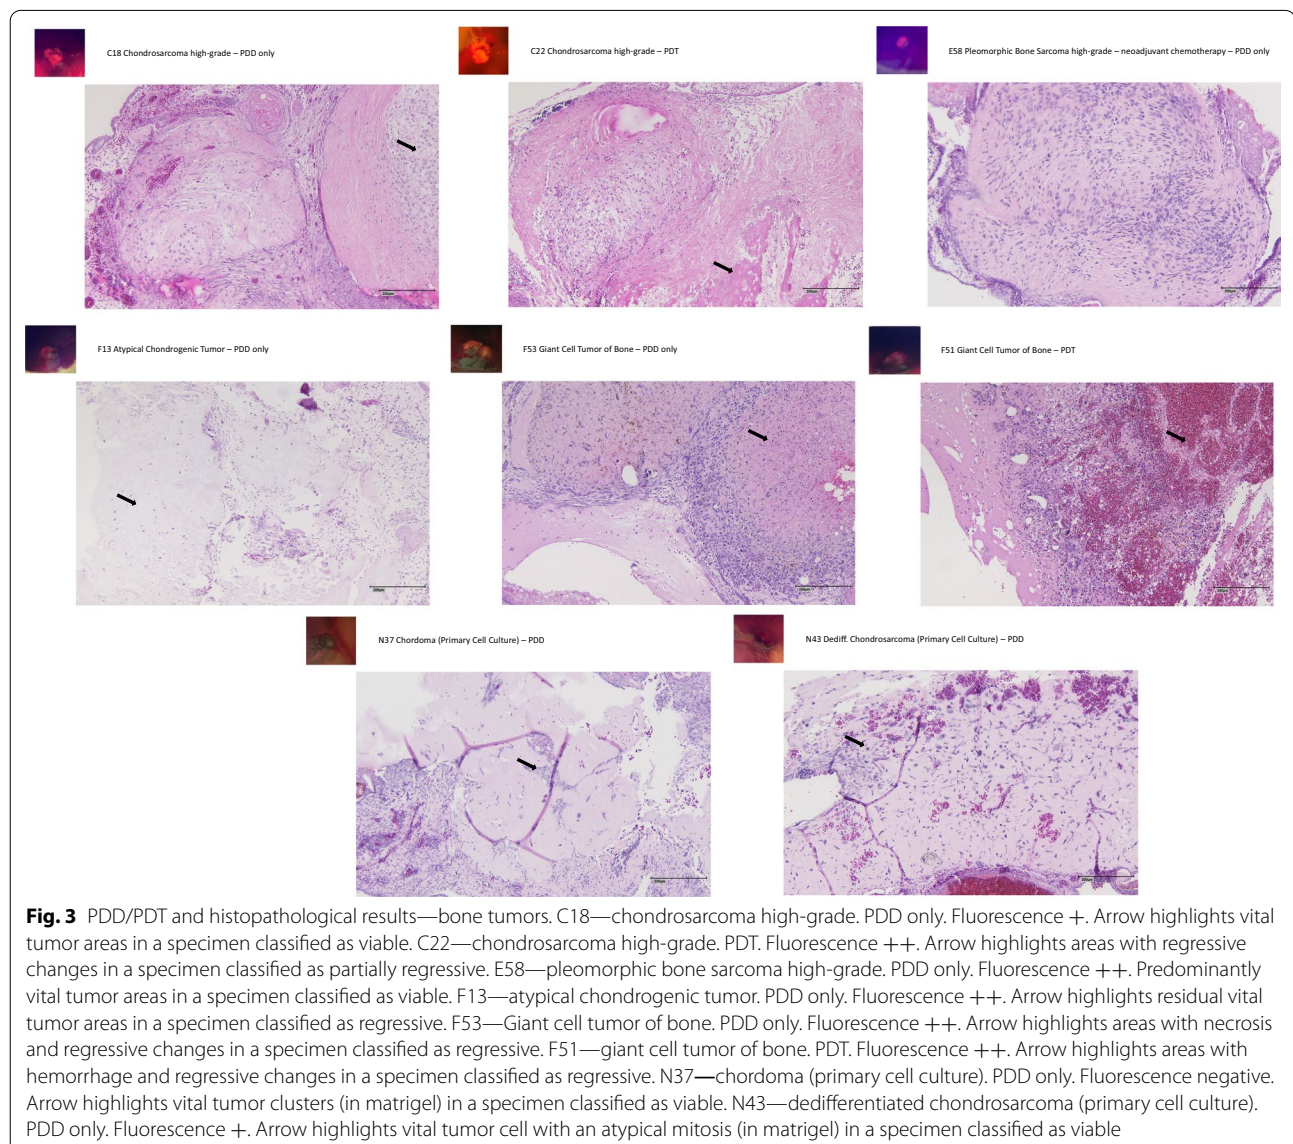 C18 Chondrosarcoma high-grade – PDD only
C22 Chondrosarcoma high-grade – PDT
E58 Pleomorphic Bone Sarcoma high-grade – neoadjuvant chemotherapy – PDD only
F13 Atypical Chondrogenic Tumor – PDD only
F53 Giant Cell Tumor of Bone – PDD only
F51 Giant Cell Tumor of Bone – PDT
N37 Chordoma (Primary Cell Culture) – PDD
N43 Dediff. Chondrosarcoma (Primary Cell Culture) – PDD
Fig. 3 PDD/PDT and histopathological results—bone tumors. C18—chondrosarcoma high-grade. PDD only. Fluorescence +. Arrow highlights vital
tumor areas in a specimen classified as viable. C22—chondrosarcoma high-grade. PDT. Fluorescence ++. Arrow highlights areas with regressive
changes in a specimen classified as partially regressive. E58—pleomorphic bone sarcoma high-grade. PDD only. Fluorescence ++. Predominantly
vital tumor areas in a specimen classified as viable. F13—atypical chondrogenic tumor. PDD only. Fluorescence ++. Arrow highlights residual vital
tumor areas in a specimen classified as regressive. F53—Giant cell tumor of bone. PDD only. Fluorescence ++. Arrow highlights areas with necrosis
and regressive changes in a specimen classified as regressive. F51—giant cell tumor of bone. PDT. Fluorescence ++. Arrow highlights areas with
hemorrhage and regressive changes in a specimen classified as regressive. N37—chordoma (primary cell culture). PDD only. Fluorescence negative.
Arrow highlights vital tumor clusters (in matrigel) in a specimen classified as viable. N43—dedifferentiated chondrosarcoma (primary cell culture).
PDD only. Fluorescence +. Arrow highlights vital tumor cell with an atypical mitosis (in matrigel) in a specimen classified as viable